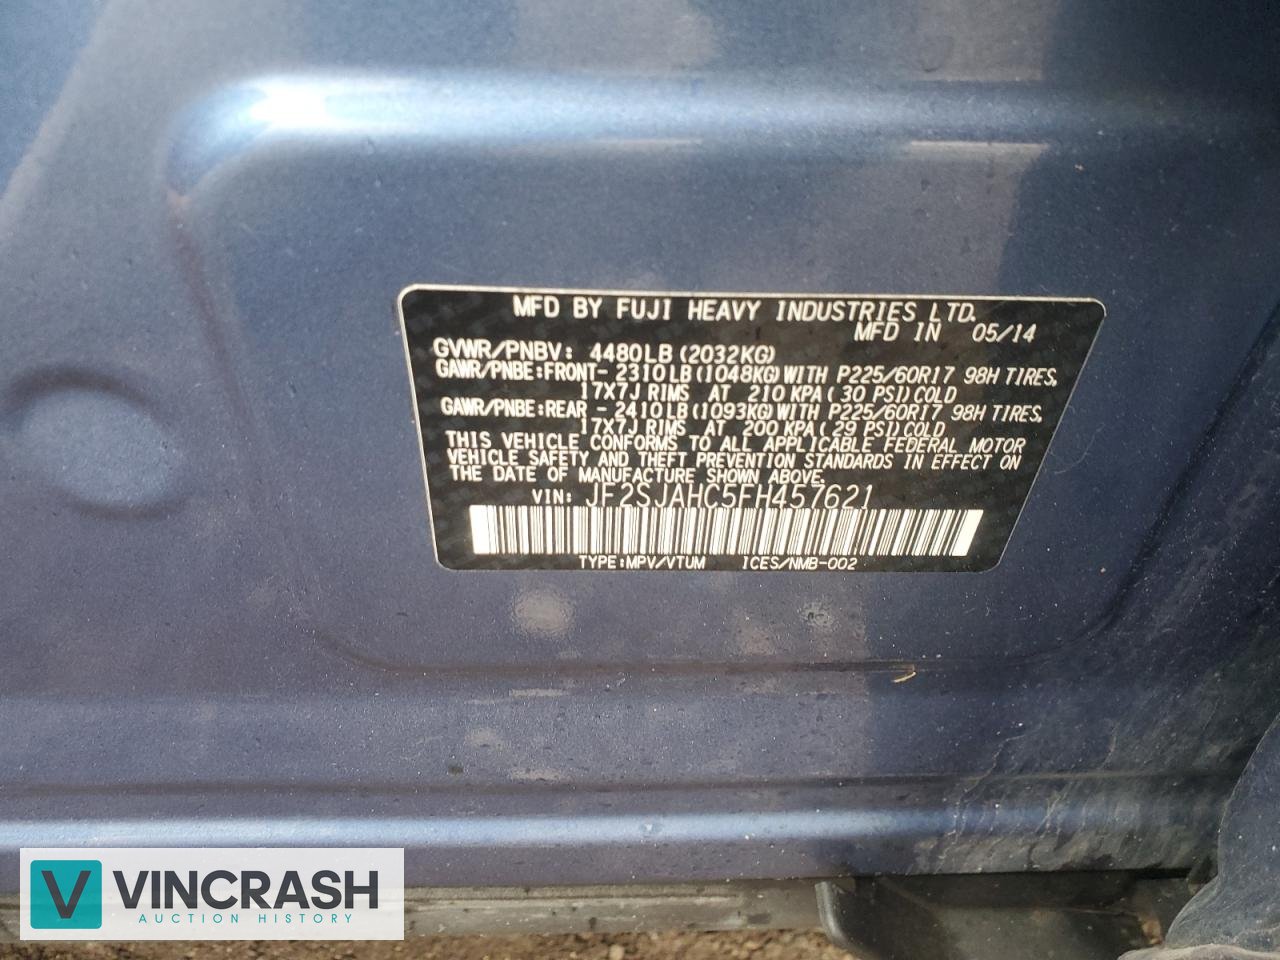 MFD BY FUJI HEAVY INDUSTRIES LTD.
MFD IN 05/14
GVWR/PNBV: 4480LB (2032KG)
GAWR/PNBE:FRONT- 2310LB(1048KG)WITH P225/60R17 98H TIRES,
17X7J RIMS AT 210 KPA( 30 PSI)COLD
GAWR/PNBE:REAR - 2410LB(1093KG)WITH P225/60R17 98H TIRES,
17X7J RIMS AT 200 KPA( 29 PSI)COLD
THIS VEHICLE CONFORMS TO ALL APPLICABLE FEDERAL MOTOR
VEHICLE SAFETY AND THEFT PREVENTION STANDARDS IN EFFECT ON
THE DATE OF MANUFACTURE SHOWN ABOVE.
VIN: JF2SJAHC5FH457621
TYPE:MPV/VTUM ICES/NMB-002
V VINCRASH
AUCTION HISTORY